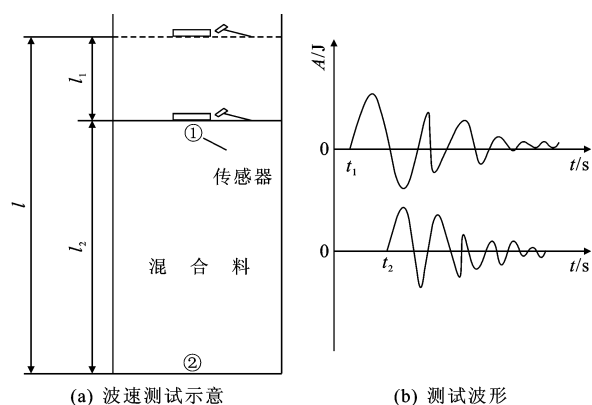 l
l₁
l₂
①
传感器
混 合 料
②
(a) 波速测试示意
A/J
0
t₁
t/s
0
t₂
t/s
(b) 测试波形